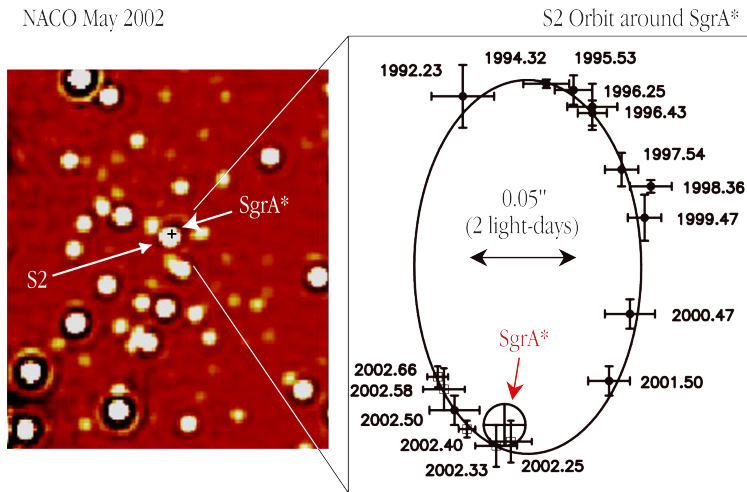 NACO May 2002
S2 Orbit around SgrA*
SgrA*
S2
1992.23
1994.32
1995.53
1996.25
1996.43
1997.54
1998.36
1999.47
0.05"
(2 light-days)
2000.47
SgrA*
2001.50
2002.66
2002.58
2002.50
2002.40
2002.33
2002.25